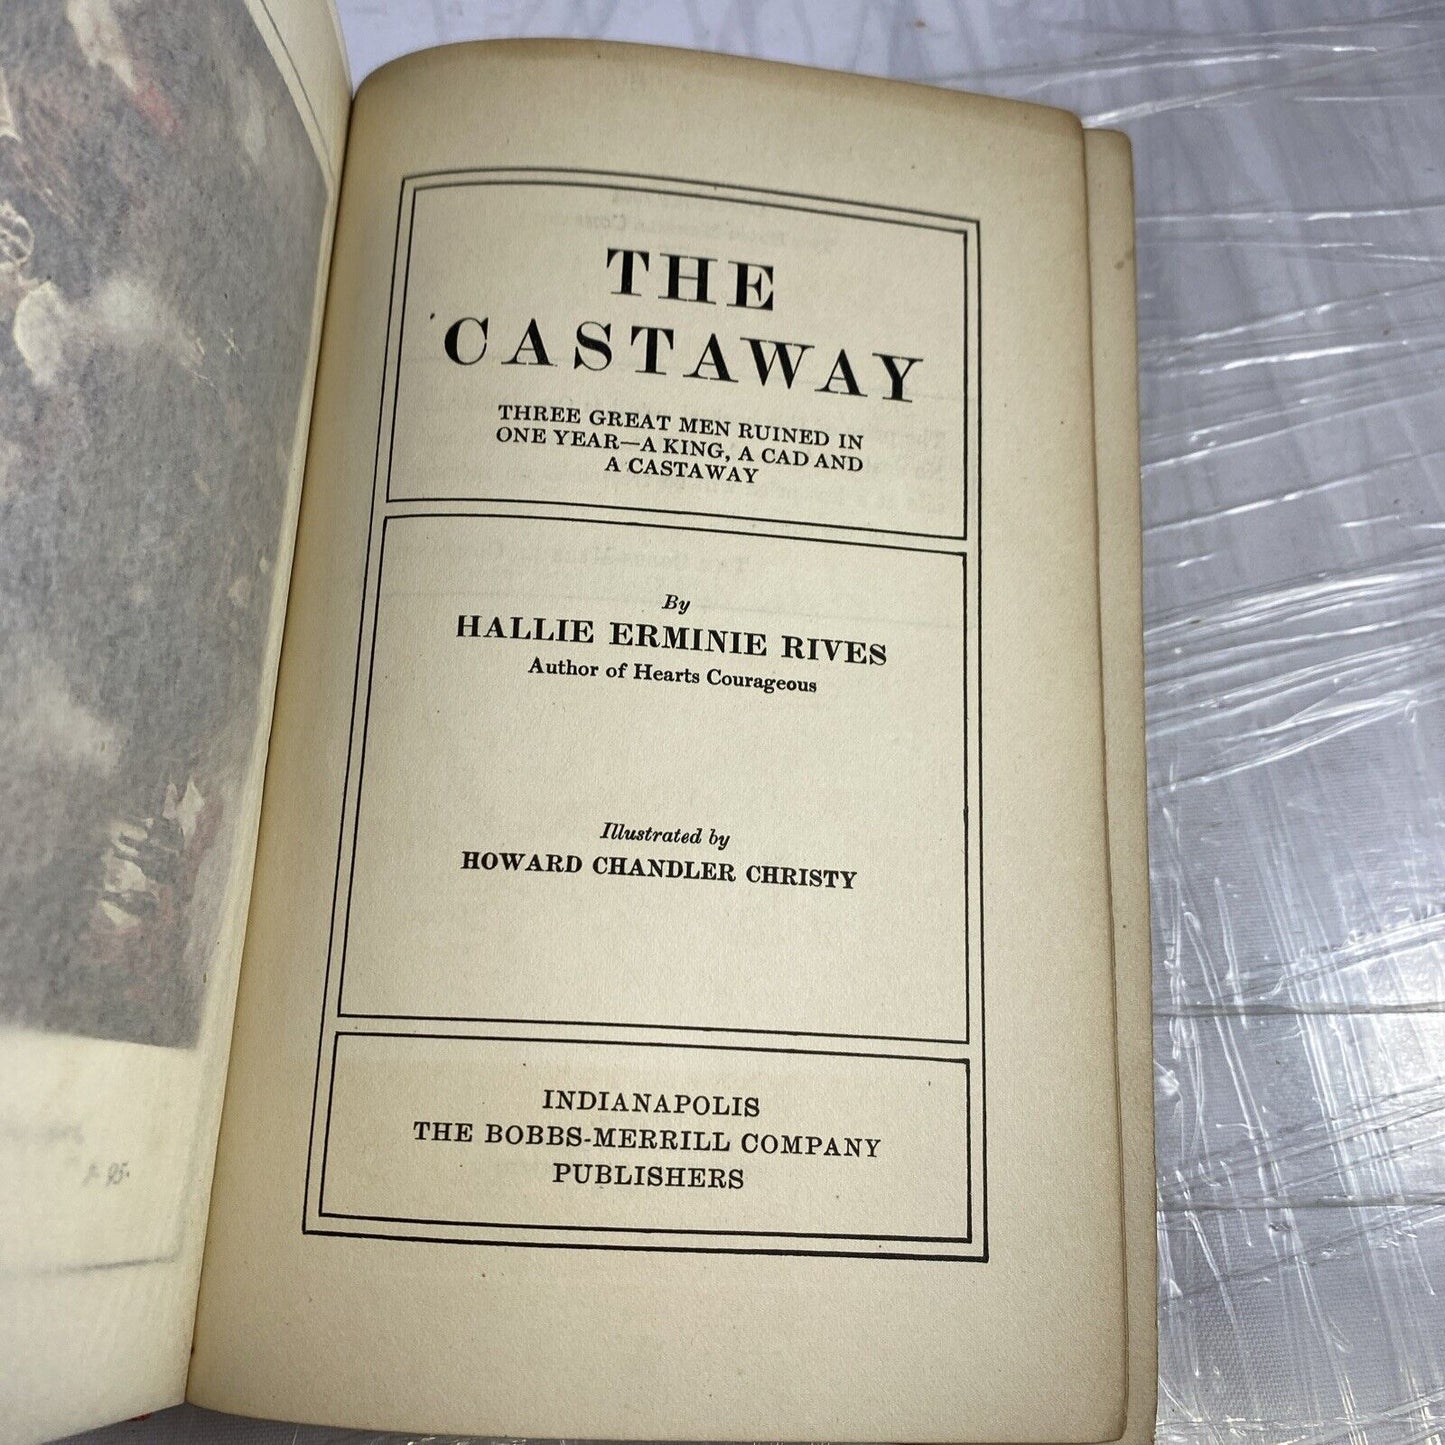 THE
CASTAWAY
THREE GREAT MEN RUINED IN
ONE YEAR—A KING, A CAD AND
A CASTAWAY
By
HALLIE ERMINIE RIVES
Author of Hearts Courageous
Illustrated by
HOWARD CHANDLER CHRISTY
INDIANAPOLIS
THE BOBBS-MERRILL COMPANY
PUBLISHERS